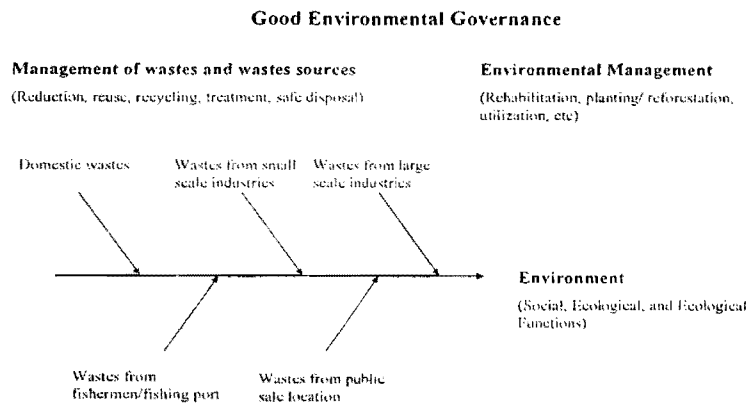 Good Environmental Governance
Management of wastes and wastes sources
(Reduction, reuse, recycling, treatment, safe disposal)
Environmental Management
(Rehabilitation, planting/ reforestation,
utilization, etc)
Domestic wastes
Wastes from small
scale industries
Wastes from large
scale industries
Environment
(Social, Ecological, and Ecological
Functions)
Wastes from
fishermen/fishing port
Wastes from public
sale location